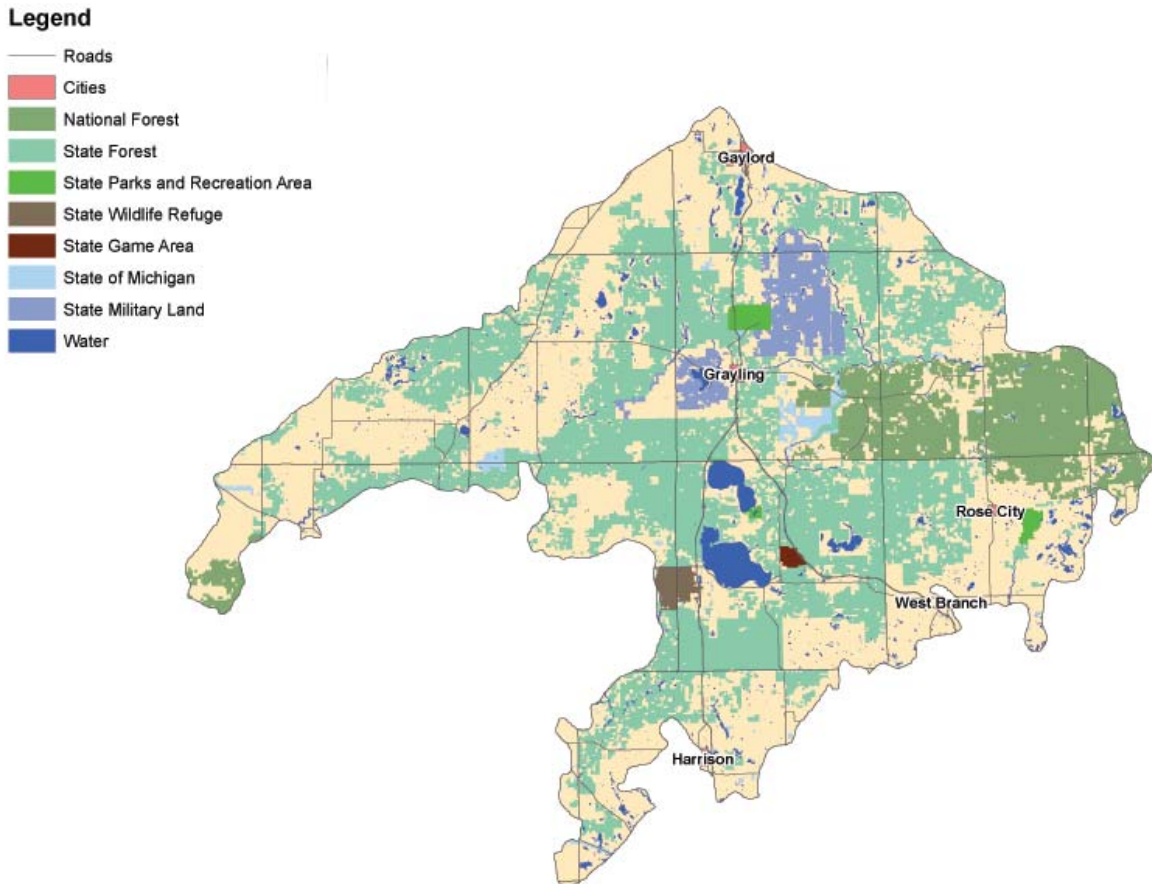 Legend
Roads
Cities
National Forest
State Forest
State Parks and Recreation Area
State Wildlife Refuge
State Game Area
State of Michigan
State Military Land
Water
Gaylord
Grayling
Rose City
West Branch
Harrison